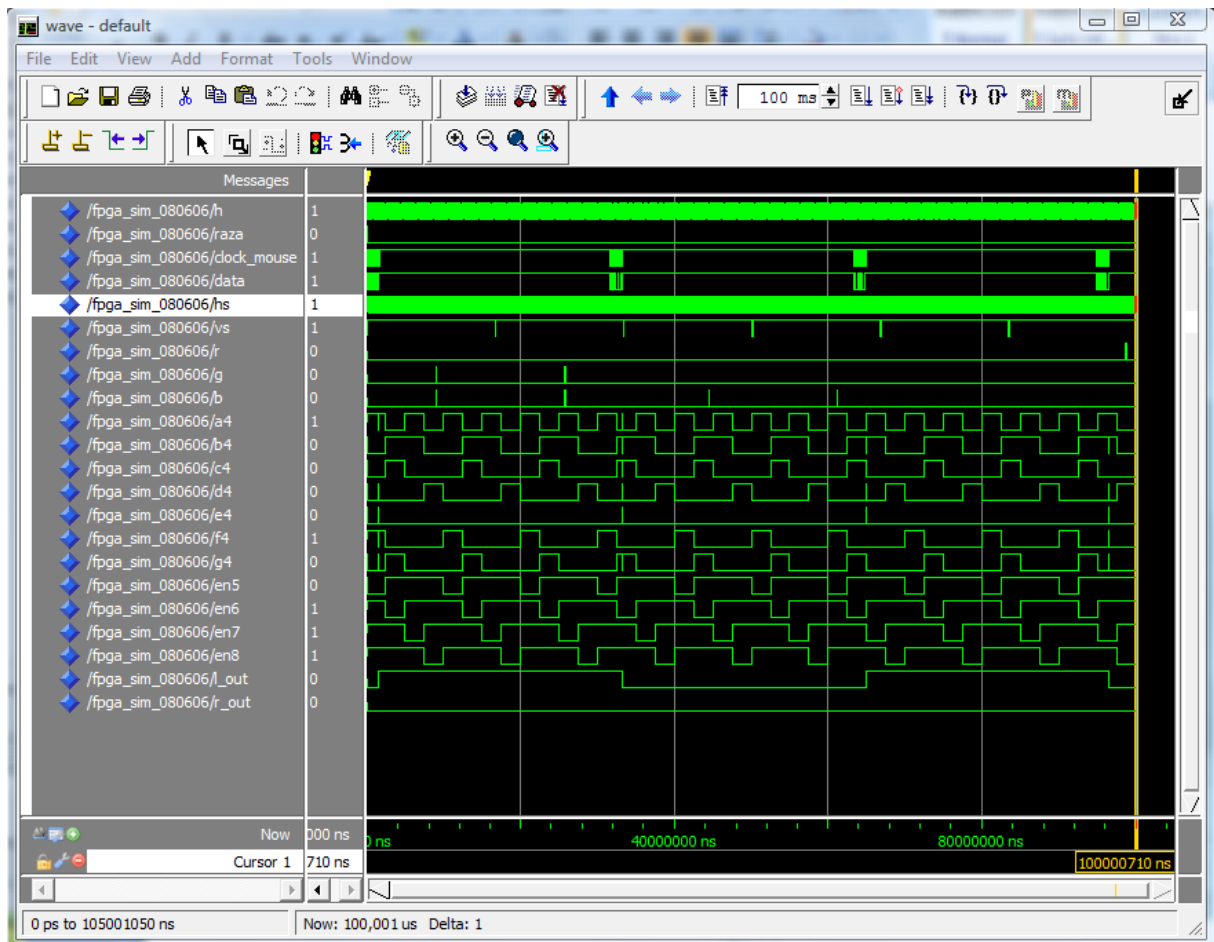 wave - default
File Edit View Add Format Tools Window
100 ms
Messages
/fpga_sim_080606/h 1
/fpga_sim_080606/raza 0
/fpga_sim_080606/clock_mouse 1
/fpga_sim_080606/data 1
/fpga_sim_080606/hs 1
/fpga_sim_080606/vs 1
/fpga_sim_080606/r 0
/fpga_sim_080606/g 0
/fpga_sim_080606/b 0
/fpga_sim_080606/a4 1
/fpga_sim_080606/b4 0
/fpga_sim_080606/c4 0
/fpga_sim_080606/d4 0
/fpga_sim_080606/e4 0
/fpga_sim_080606/f4 1
/fpga_sim_080606/g4 0
/fpga_sim_080606/en5 0
/fpga_sim_080606/en6 1
/fpga_sim_080606/en7 1
/fpga_sim_080606/en8 1
/fpga_sim_080606/l_out 0
/fpga_sim_080606/r_out 0
Now 000 ns ns 40000000 ns 80000000 ns
Cursor 1 710 ns 100000710 ns
0 ps to 105001050 ns Now: 100,001 us Delta: 1